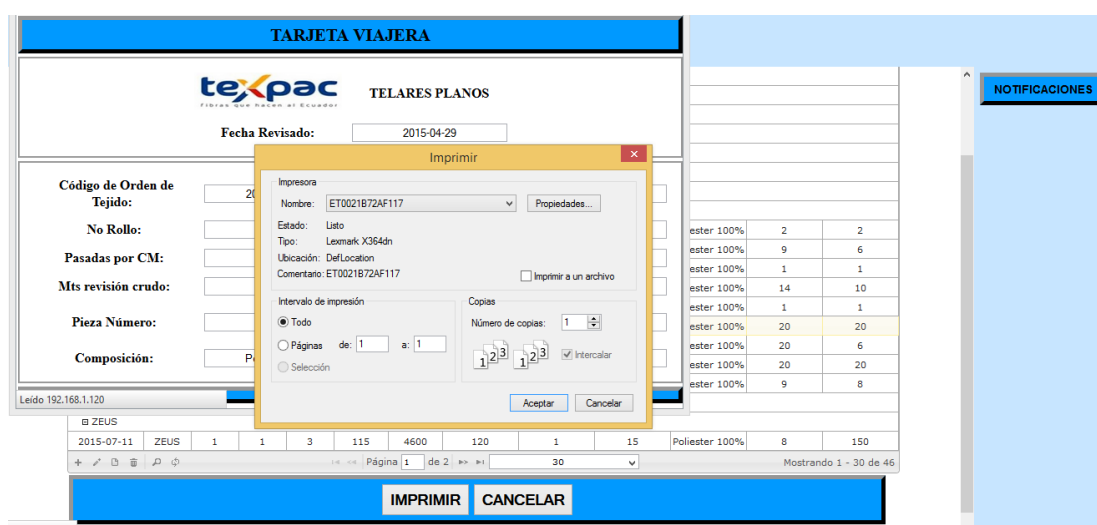 TARJETA VIAJERA
texpac
Fibras que hacen al Ecuador
TELARES PLANOS
NOTIFICACIONES
Fecha Revisado: 2015-04-29
Imprimir
Código de Orden de
Tejido:
20
No Rollo:
Pasadas por CM:
Mts revisión crudo:
Pieza Número:
Composición:
Impresora
Nombre: ET0021B72AF117 Propiedades...
Estado: Listo
Tipo: Lexmark X364dn
Ubicación: DefLocation
Comentario: ET0021B72AF117 Imprimir a un archivo
Intervalo de impresión
Todo
Páginas de: 1 a: 1
Selección
Copias
Número de copias: 1
1 2 3 1 2 3 Intercalar
Aceptar Cancelar
ester 100% 2 2
ester 100% 9 6
ester 100% 1 1
ester 100% 14 10
ester 100% 1 1
ester 100% 20 20
ester 100% 20 6
ester 100% 20 20
ester 100% 9 8
Leído 192.168.1.120
ZEUS
2015-07-11 ZEUS 1 1 3 115 4600 120 1 15 Poliester 100% 8 150
Página 1 de 2 30 Mostrando 1 - 30 de 46
IMPRIMIR CANCELAR